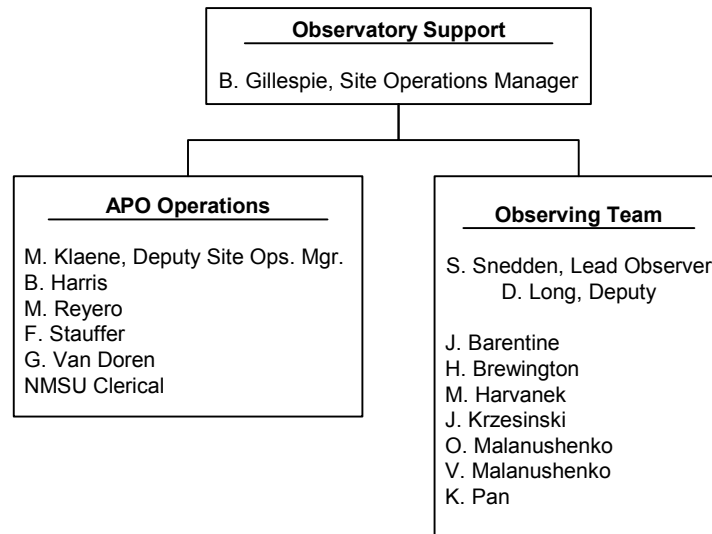 Observatory Support
B. Gillespie, Site Operations Manager
APO Operations
M. Klaene, Deputy Site Ops. Mgr.
B. Harris
M. Reyero
F. Stauffer
G. Van Doren
NMSU Clerical
Observing Team
S. Snedden, Lead Observer
D. Long, Deputy
J. Barentine
H. Brewington
M. Harvanek
J. Krzesinski
O. Malanushenko
V. Malanushenko
K. Pan